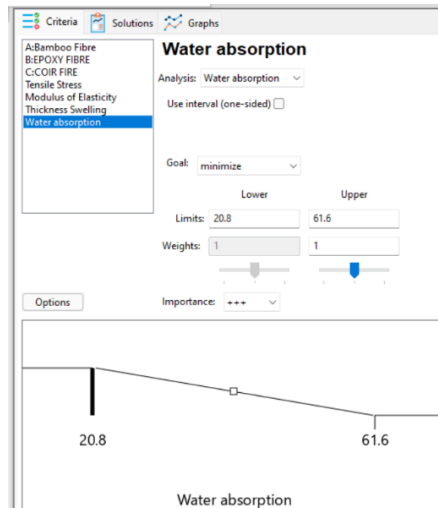 Criteria Solutions Graphs
A:Bamboo Fibre
B:EPOXY FIBRE
C:COIR FIRE
Tensile Stress
Modulus of Elasticity
Thickness Swelling
Water absorption
Water absorption
Analysis: Water absorption
Use interval (one-sided)
Goal: minimize
Lower Upper
Limits: 20.8 61.6
Weights: 1 1
Options
Importance: +++
20.8 61.6
Water absorption